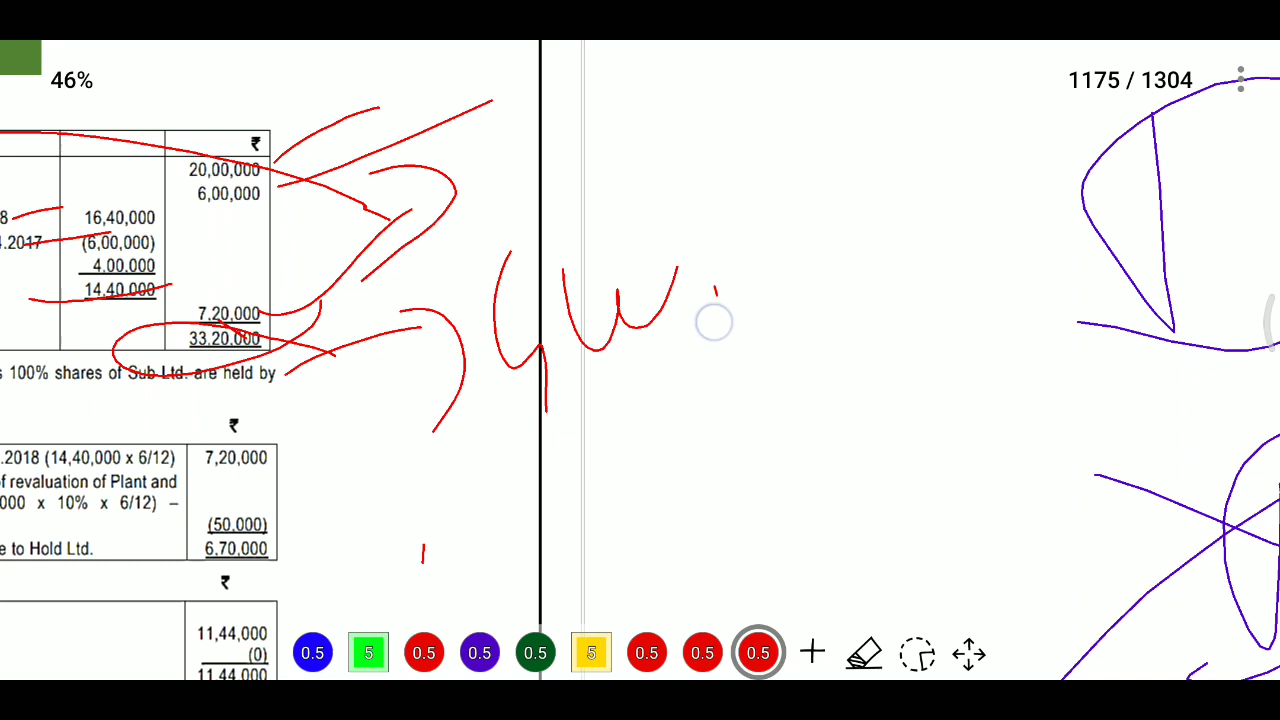 46%
1175 / 1304
₹
20,00,000
6,00,000
8 16,40,000
.2017 (6,00,000)
4,00,000
14,40,000
7,20,000
33,20,000
100% shares of Sub Ltd. are held by
₹
.2018 (14,40,000 x 6/12) 7,20,000
of revaluation of Plant and
000 x 10% x 6/12) –
(50,000)
e to Hold Ltd. 6,70,000
₹
11,44,000
(0)
11,44,000
0.5 5 0.5 0.5 0.5 5 0.5 0.5 0.5